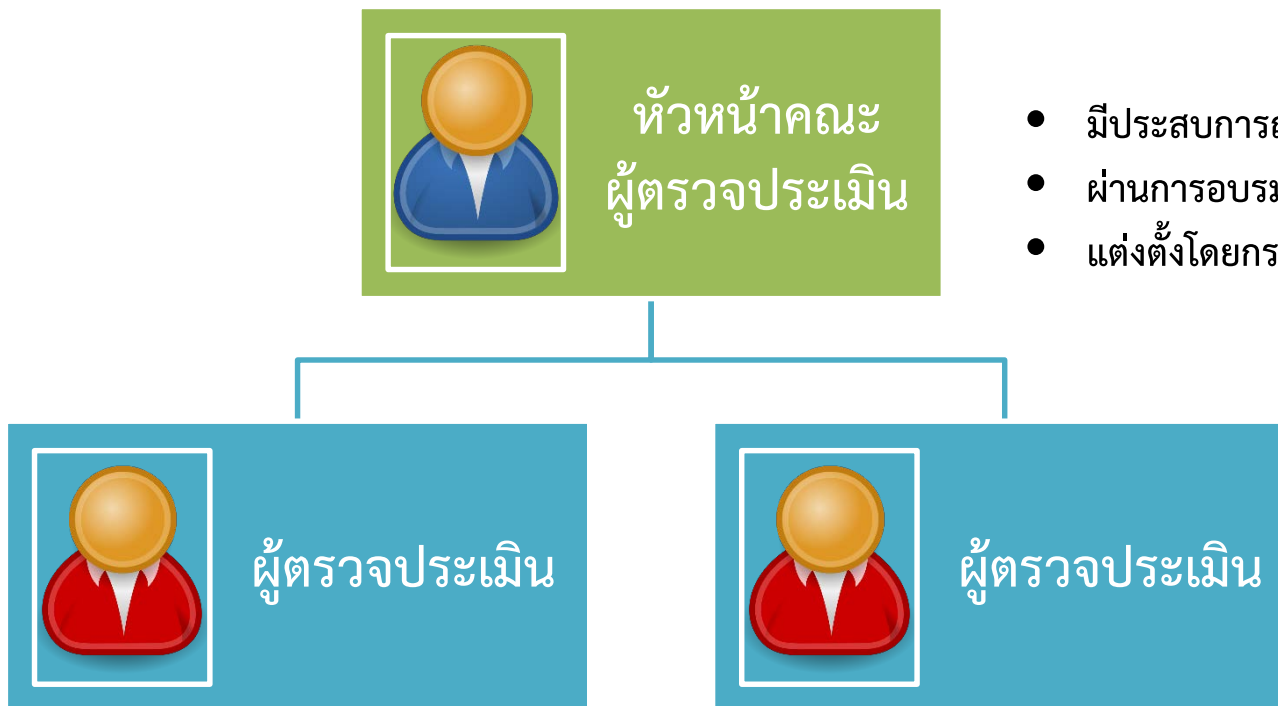 หัวหน้าคณะ
ผู้ตรวจประเมิน
• มีประสบการ
• ผ่านการอบรม
• แต่งตั้งโดยกร
ผู้ตรวจประเมิน
ผู้ตรวจประเมิน